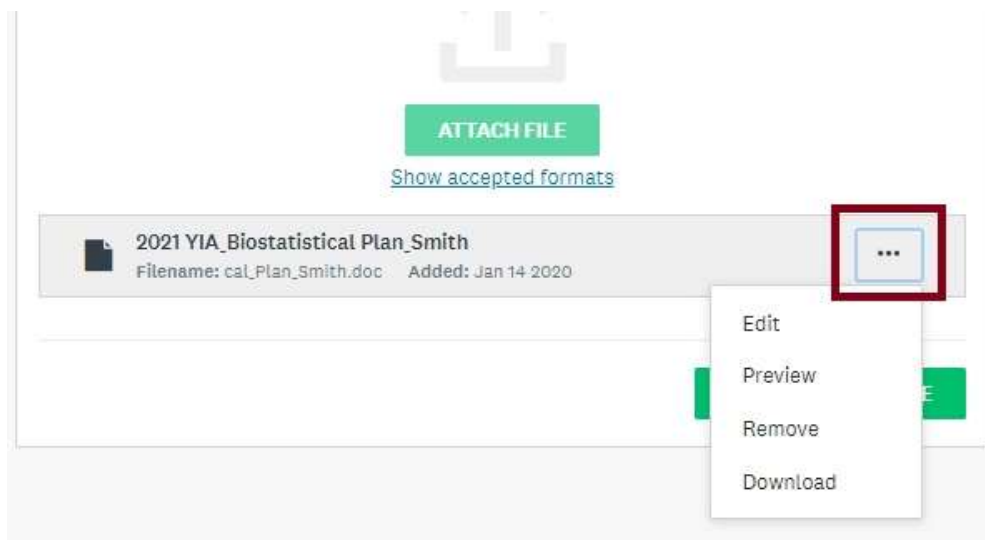 ATTACH FILE
Show accepted formats
2021 YIA_Biostatistical Plan_Smith
Filename: cal_Plan_Smith.doc Added: Jan 14 2020
...
Edit
Preview
E
Remove
Download